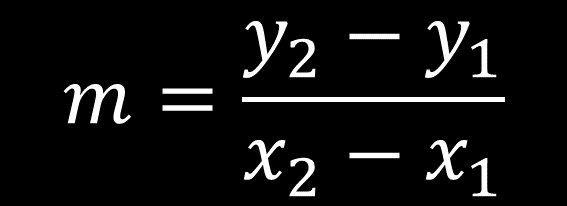 m = (y₂ − y₁) / (x₂ − x₁)